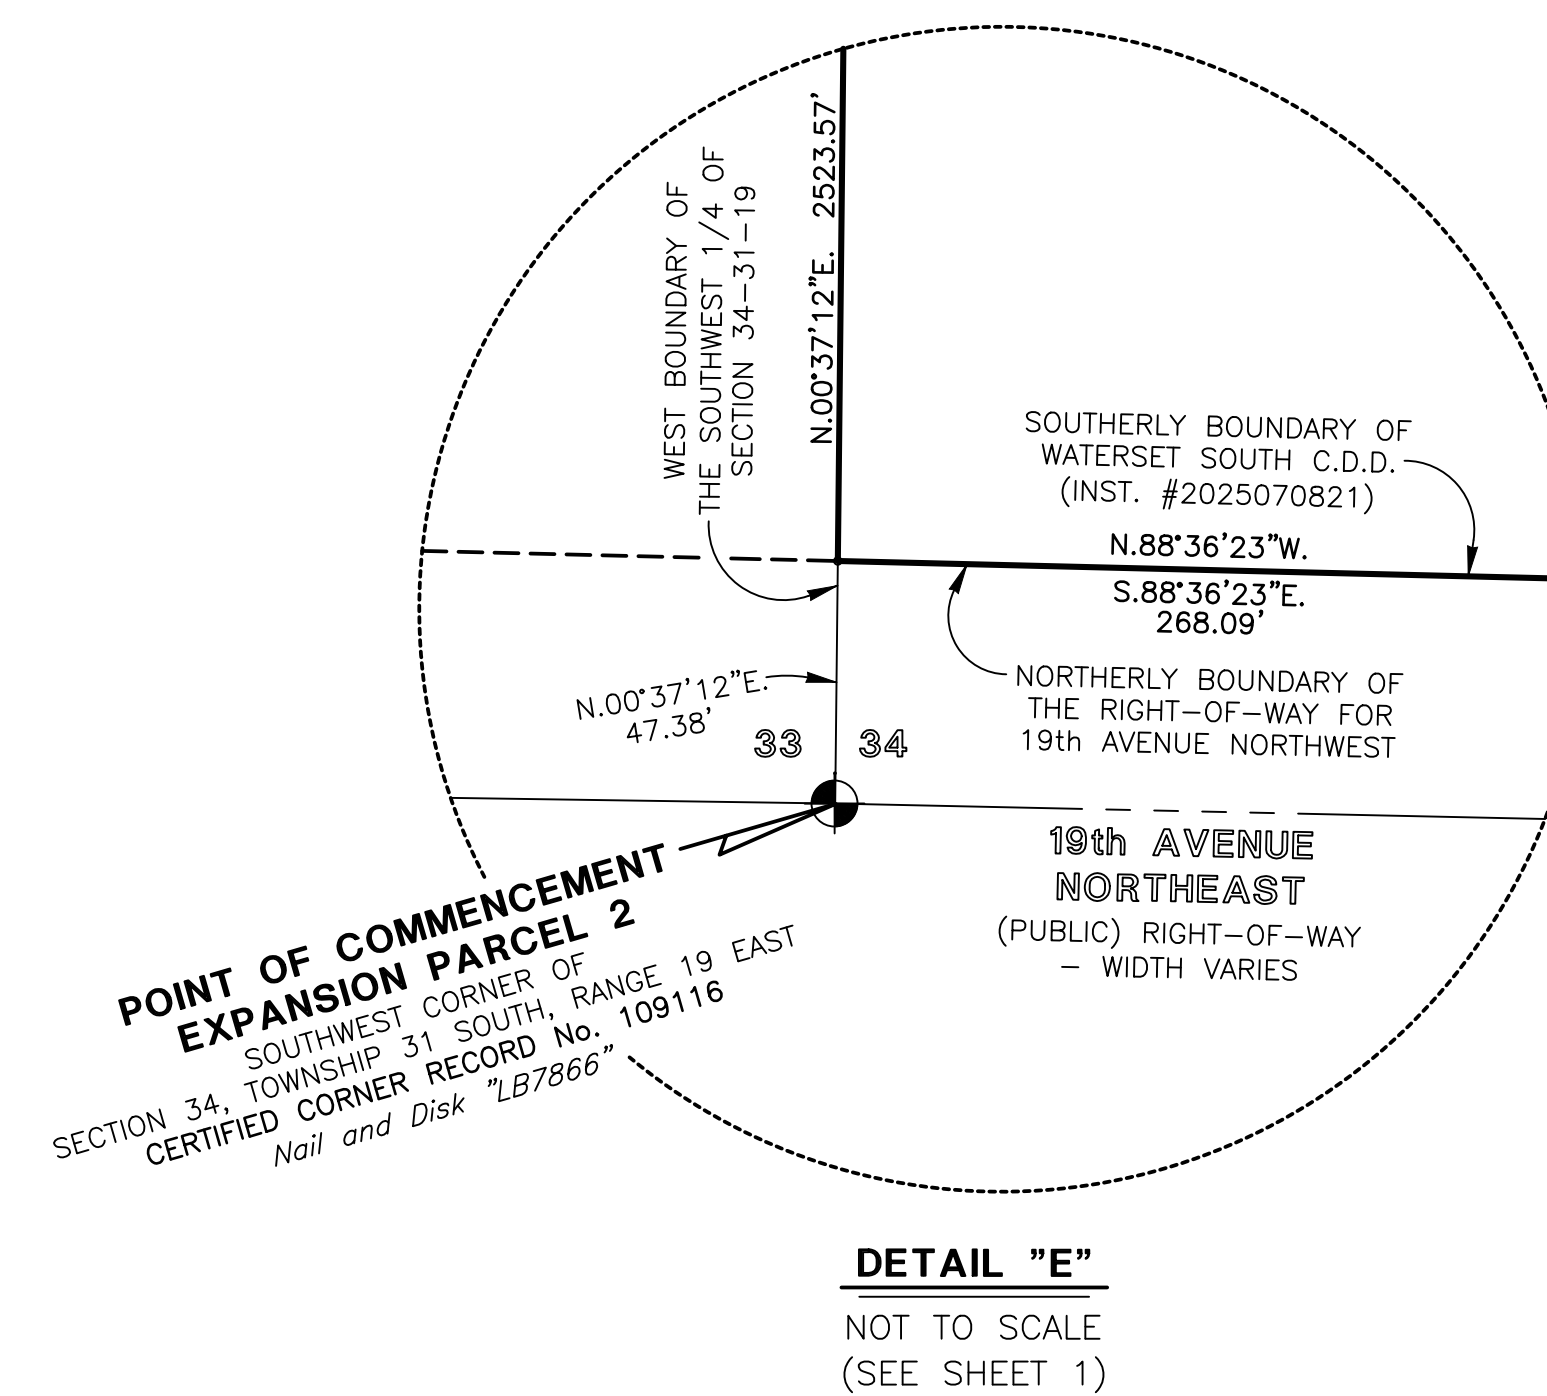 N.00°37'12"E. 2523.57'
WEST BOUNDARY OF
THE SOUTHWEST 1/4 OF
SECTION 34-31-19
SOUTHERLY BOUNDARY OF
WATERSET SOUTH C.D.D.
(INST. #2025070821)
N.88°36'23"W.
S.88°36'23"E.
268.09'
NORTHERLY BOUNDARY OF
THE RIGHT-OF-WAY FOR
19th AVENUE NORTHWEST
N.00°37'12"E.
47.38'
33 34
19th AVENUE
NORTHEAST
(PUBLIC) RIGHT-OF-WAY
- WIDTH VARIES
POINT OF COMMENCEMENT
EXPANSION PARCEL 2
SOUTHWEST CORNER OF
SECTION 34, TOWNSHIP 31 SOUTH, RANGE 19 EAST
CERTIFIED CORNER RECORD No. 109116
Nail and Disk "LB7866"
DETAIL "E"
NOT TO SCALE
(SEE SHEET 1)